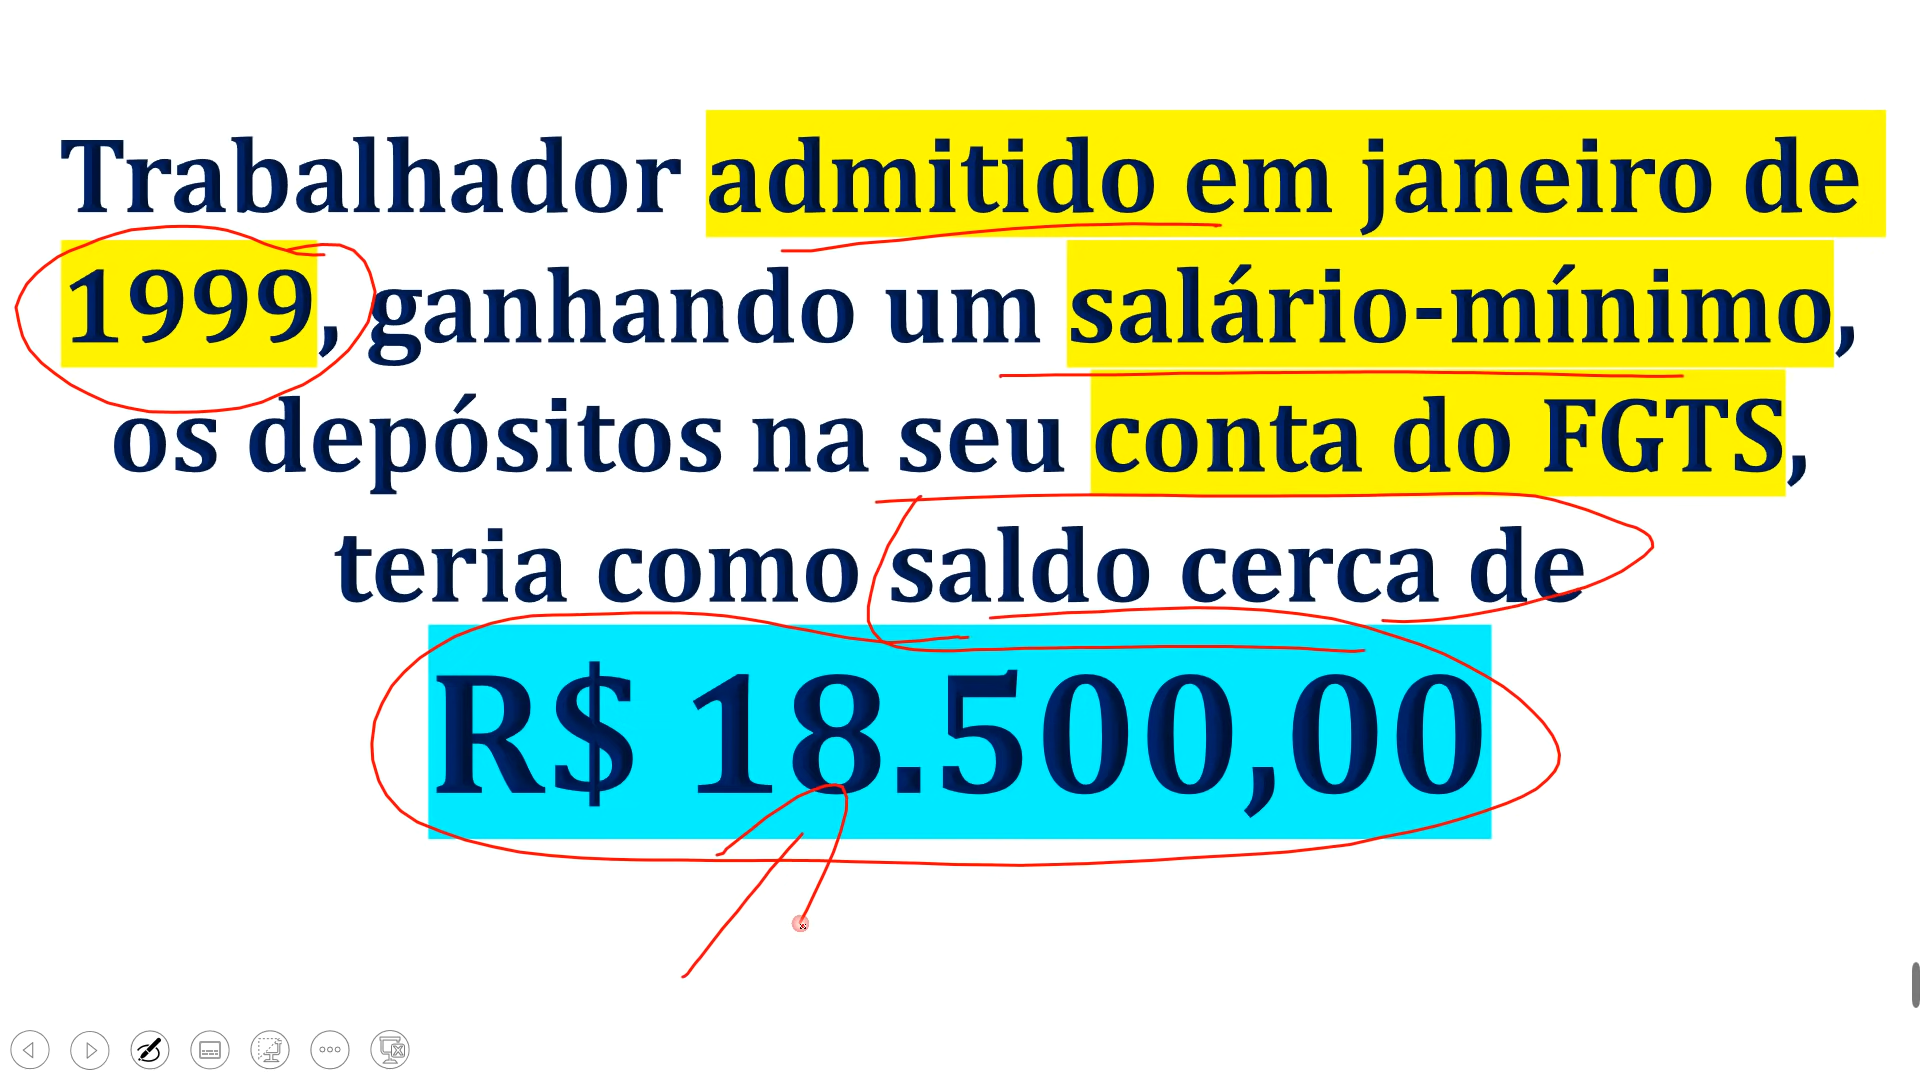 Trabalhador admitido em janeiro de
1999, ganhando um salário-mínimo,
os depósitos na seu conta do FGTS,
teria como saldo cerca de
R$ 18.500,00